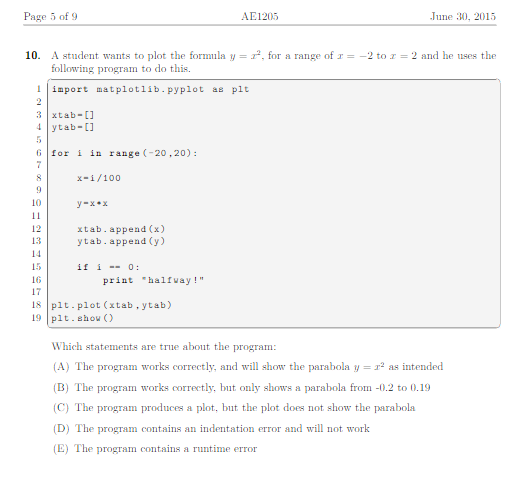 Page 5 of 9 AE1205 June 30, 2015
10. A student wants to plot the formula y = x², for a range of x = −2 to x = 2 and he uses the
following program to do this.
1 import matplotlib.pyplot as plt
2
3 xtab=[]
4 ytab=[]
5
6 for i in range(-20,20):
7
8 x=i/100
9
10 y=x*x
11
12 xtab.append(x)
13 ytab.append(y)
14
15 if i == 0:
16 print "halfway!"
17
18 plt.plot(xtab,ytab)
19 plt.show()
Which statements are true about the program:
(A) The program works correctly, and will show the parabola y = x² as intended
(B) The program works correctly, but only shows a parabola from -0.2 to 0.19
(C) The program produces a plot, but the plot does not show the parabola
(D) The program contains an indentation error and will not work
(E) The program contains a runtime error